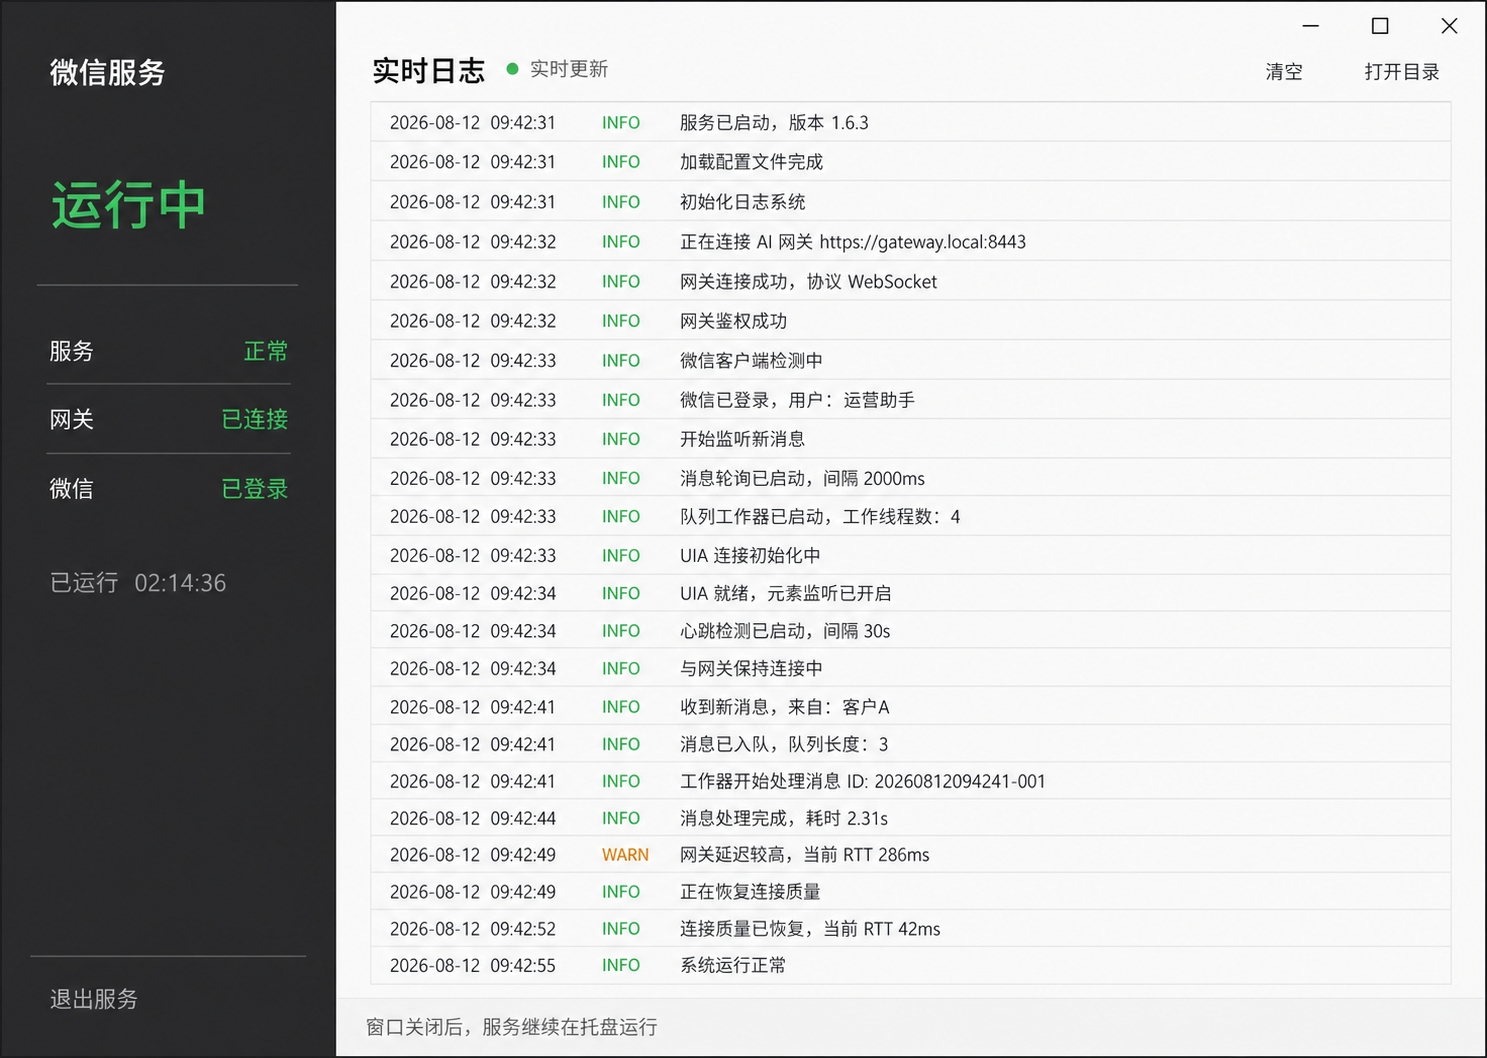 微信服务
运行中
服务 正常
网关 已连接
微信 已登录
已运行 02:14:36
退出服务
实时日志 实时更新 清空 打开目录
2026-08-12 09:42:31 INFO 服务已启动，版本 1.6.3
2026-08-12 09:42:31 INFO 加载配置文件完成
2026-08-12 09:42:31 INFO 初始化日志系统
2026-08-12 09:42:32 INFO 正在连接 AI 网关 https://gateway.local:8443
2026-08-12 09:42:32 INFO 网关连接成功，协议 WebSocket
2026-08-12 09:42:32 INFO 网关鉴权成功
2026-08-12 09:42:33 INFO 微信客户端检测中
2026-08-12 09:42:33 INFO 微信已登录，用户：运营助手
2026-08-12 09:42:33 INFO 开始监听新消息
2026-08-12 09:42:33 INFO 消息轮询已启动，间隔 2000ms
2026-08-12 09:42:33 INFO 队列工作器已启动，工作线程数：4
2026-08-12 09:42:33 INFO UIA 连接初始化中
2026-08-12 09:42:34 INFO UIA 就绪，元素监听已开启
2026-08-12 09:42:34 INFO 心跳检测已启动，间隔 30s
2026-08-12 09:42:34 INFO 与网关保持连接中
2026-08-12 09:42:41 INFO 收到新消息，来自：客户A
2026-08-12 09:42:41 INFO 消息已入队，队列长度：3
2026-08-12 09:42:41 INFO 工作器开始处理消息 ID: 20260812094241-001
2026-08-12 09:42:44 INFO 消息处理完成，耗时 2.31s
2026-08-12 09:42:49 WARN 网关延迟较高，当前 RTT 286ms
2026-08-12 09:42:49 INFO 正在恢复连接质量
2026-08-12 09:42:52 INFO 连接质量已恢复，当前 RTT 42ms
2026-08-12 09:42:55 INFO 系统运行正常
窗口关闭后，服务继续在托盘运行